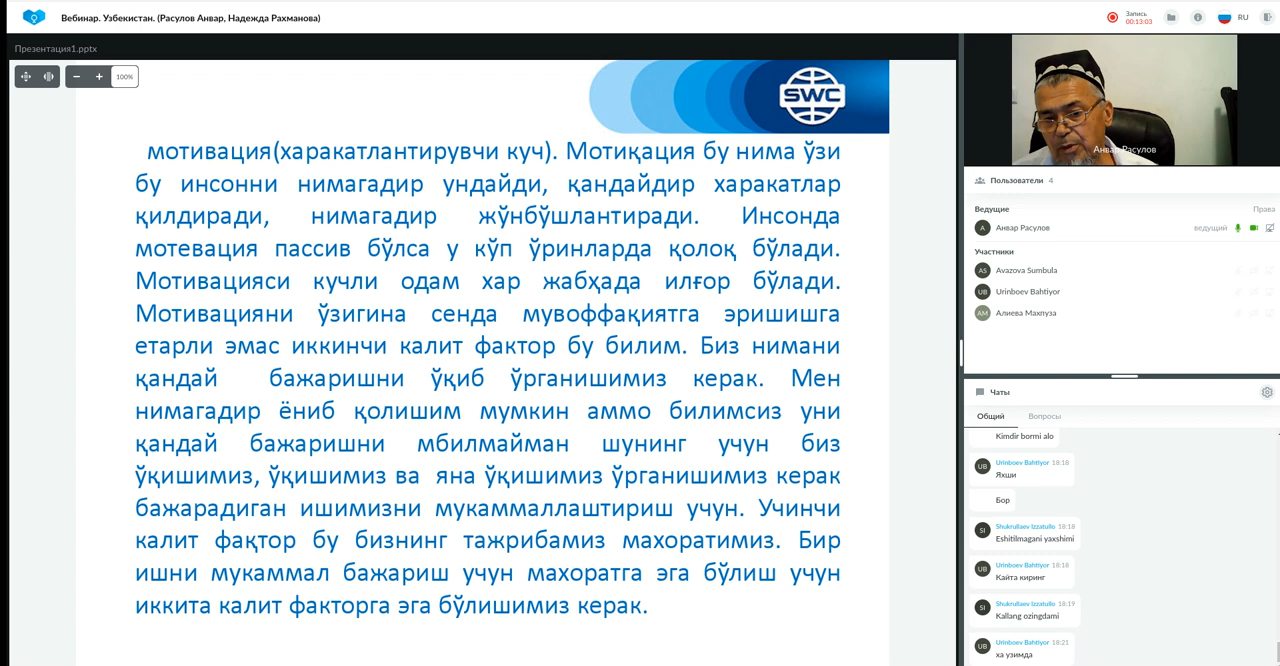 Вебинар. Узбекистан. (Расулов Анвар, Надежда Рахманова)
Запись
00:13:03
RU
Презентация1.pptx
100%
SWC
мотивация(харакатлантирувчи куч). Мотиқация бу нима ўзи
бу инсонни нимагадир ундайди, қандайдир харакатлар
қилдиради, нимагадир жўнбўшлантиради. Инсонда
мотевация пассив бўлса у кўп ўринларда қолоқ бўлади.
Мотивацияси кучли одам хар жабҳада илғор бўлади.
Мотивацияни ўзигина сенда мувоффақиятга эришишга
етарли эмас иккинчи калит фактор бу билим. Биз нимани
қандай бажаришни ўқиб ўрганишимиз керак. Мен
нимагадир ёниб қолишим мумкин аммо билимсиз уни
қандай бажаришни мбилмайман шунинг учун биз
ўқишимиз, ўқишимиз ва яна ўқишимиз ўрганишимиз керак
бажарадиган ишимизни мукаммаллаштириш учун. Учинчи
калит фақтор бу бизнинг тажрибамиз махоратимиз. Бир
ишни мукаммал бажариш учун махоратга эга бўлиш учун
иккита калит факторга эга бўлишимиз керак.
Анвар Расулов
Пользователи 4
Ведущие Права
А Анвар Расулов ведущий
Участники
AS Avazova Sumbula
UB Urinboev Bahtiyor
АМ Алиева Махпуза
Чаты
Общий Вопросы
Kimdir bormi alo
UB Urinboev Bahtiyor 18:18
Яхши
Бор
SI Shukrullaev Izzatullo 18:18
Eshitilmagani yaxshimi
UB Urinboev Bahtiyor 18:18
Кайта киринг
SI Shukrullaev Izzatullo 18:19
Kallang ozingdami
UB Urinboev Bahtiyor 18:21
ха узимда